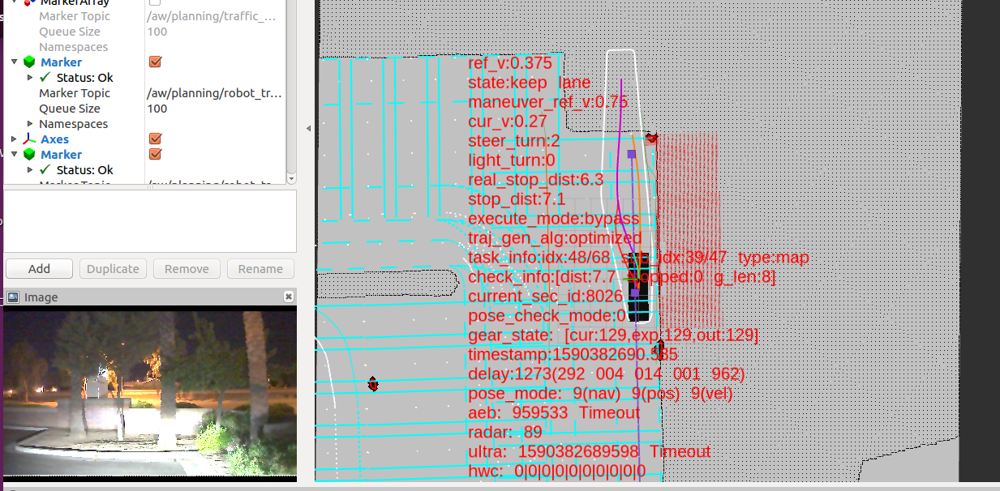 MarkerArray
Marker Topic /aw/planning/traffic_...
Queue Size 100
Namespaces
Marker
Status: Ok
Marker Topic /aw/planning/robot_tr...
Queue Size 100
Namespaces
Axes
Marker
Status: Ok
Add Duplicate Remove Rename
Image
ref_v:0.375
state:keep lane
maneuver_ref_v:0.75
cur_v:0.27
steer_turn:2
light_turn:0
real_stop_dist:6.3
stop_dist:7.1
execute_mode:bypass
traj_gen_alg:optimized
task_info:idx:48/68 idx:39/47 type:map
check_info:[dist:7.7 g_len:8]
current_sec_id:8026
pose_check_mode:0
gear_state: [cur:129,exp:129,out:129]
timestamp:1590382690.535
delay:1273(292 004 014 001 962)
pose_mode: 9(nav) 9(pos) 9(vel)
aeb: 959533 Timeout
radar: 89
ultra: 1590382689598 Timeout
hwc: 0|0|0|0|0|0|0|0|0|0